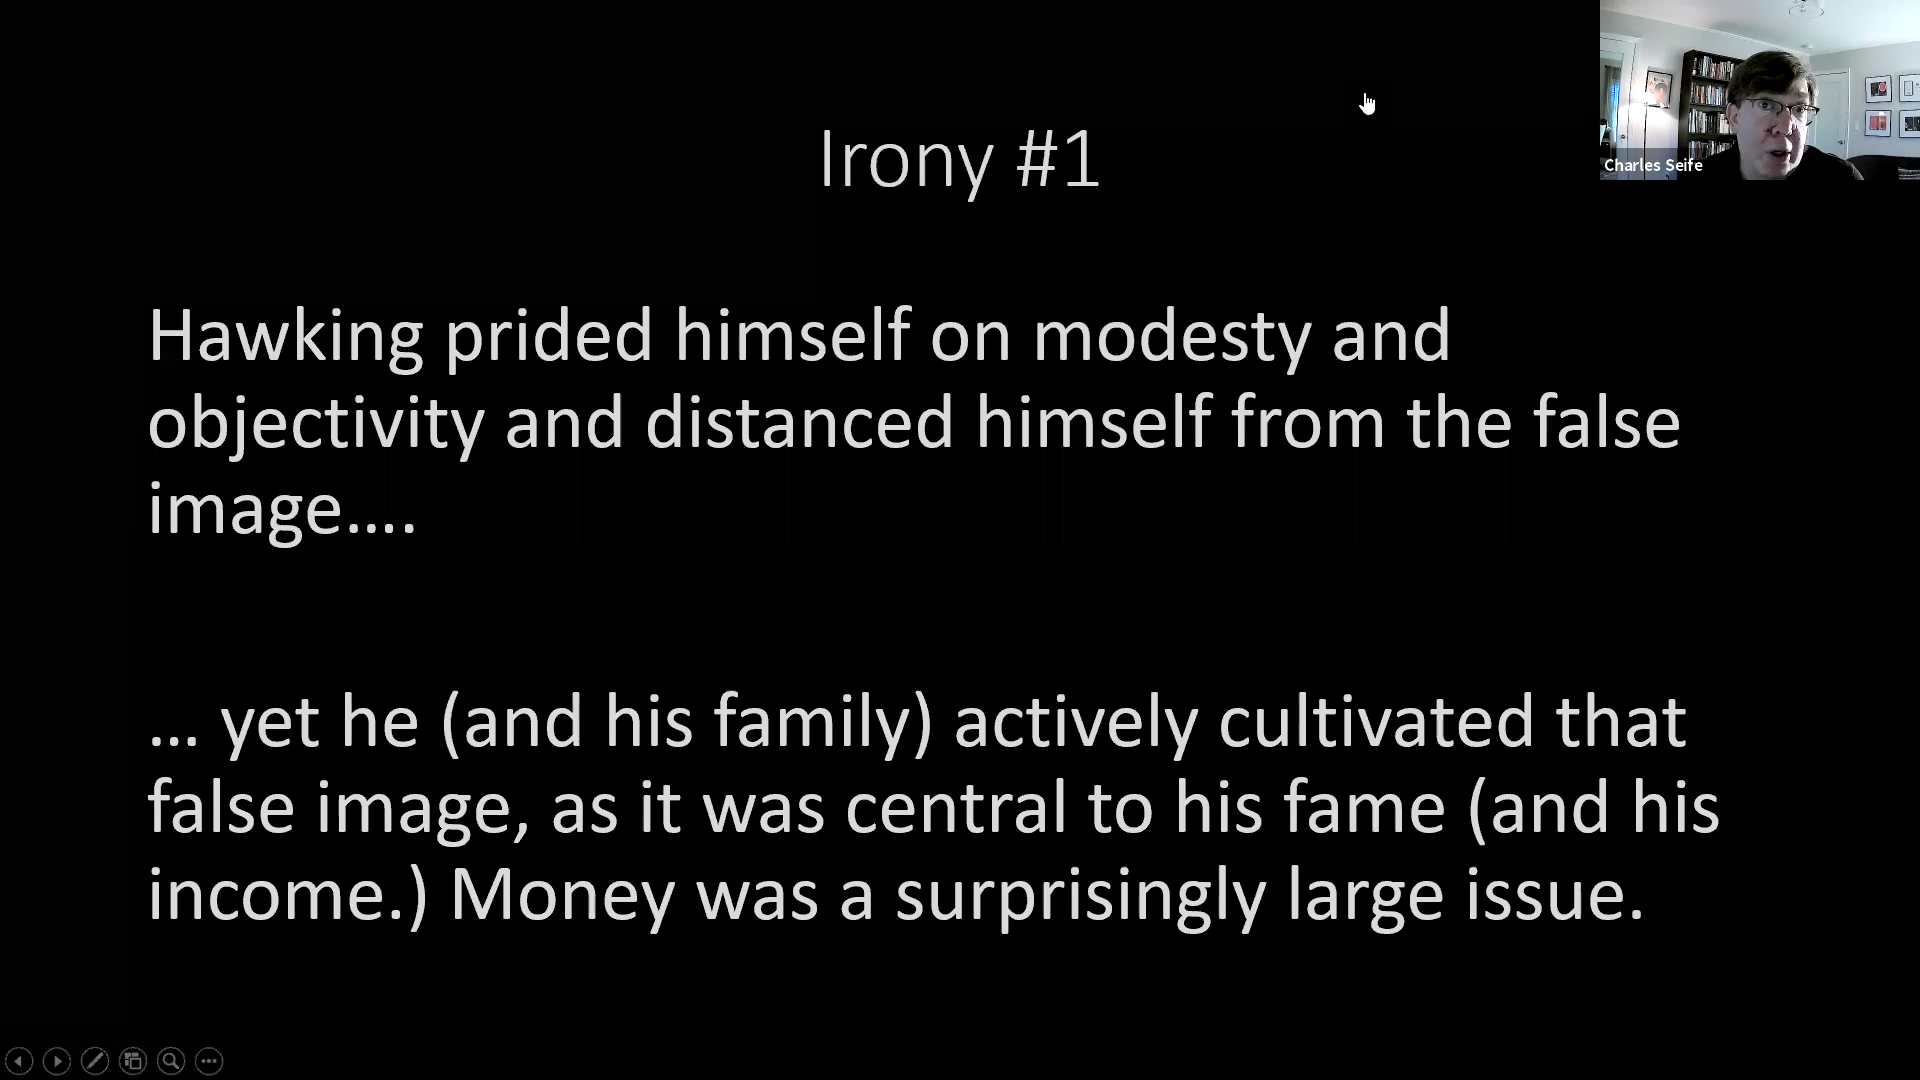 Irony #1
Charles Seife
Hawking prided himself on modesty and
objectivity and distanced himself from the false
image….
… yet he (and his family) actively cultivated that
false image, as it was central to his fame (and his
income.) Money was a surprisingly large issue.